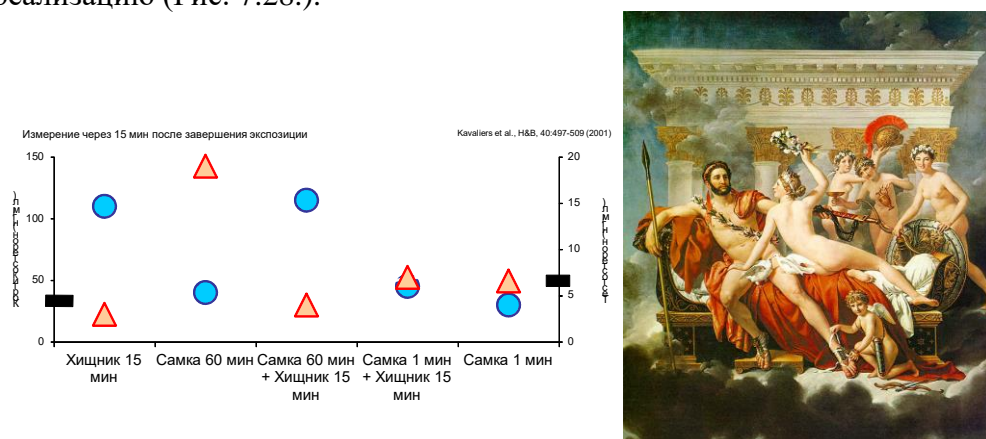 реализацию (Рис. 7.28.).
Измерение через 15 мин после завершения экспозиции
Kavaliers et al., H&B, 40:497-509 (2001)
150
100
50
0
20
15
10
5
0
Хищник 15
мин
Самка 60 мин
Самка 60 мин
+ Хищник 15
мин
Самка 1 мин
+ Хищник 15
мин
Самка 1 мин